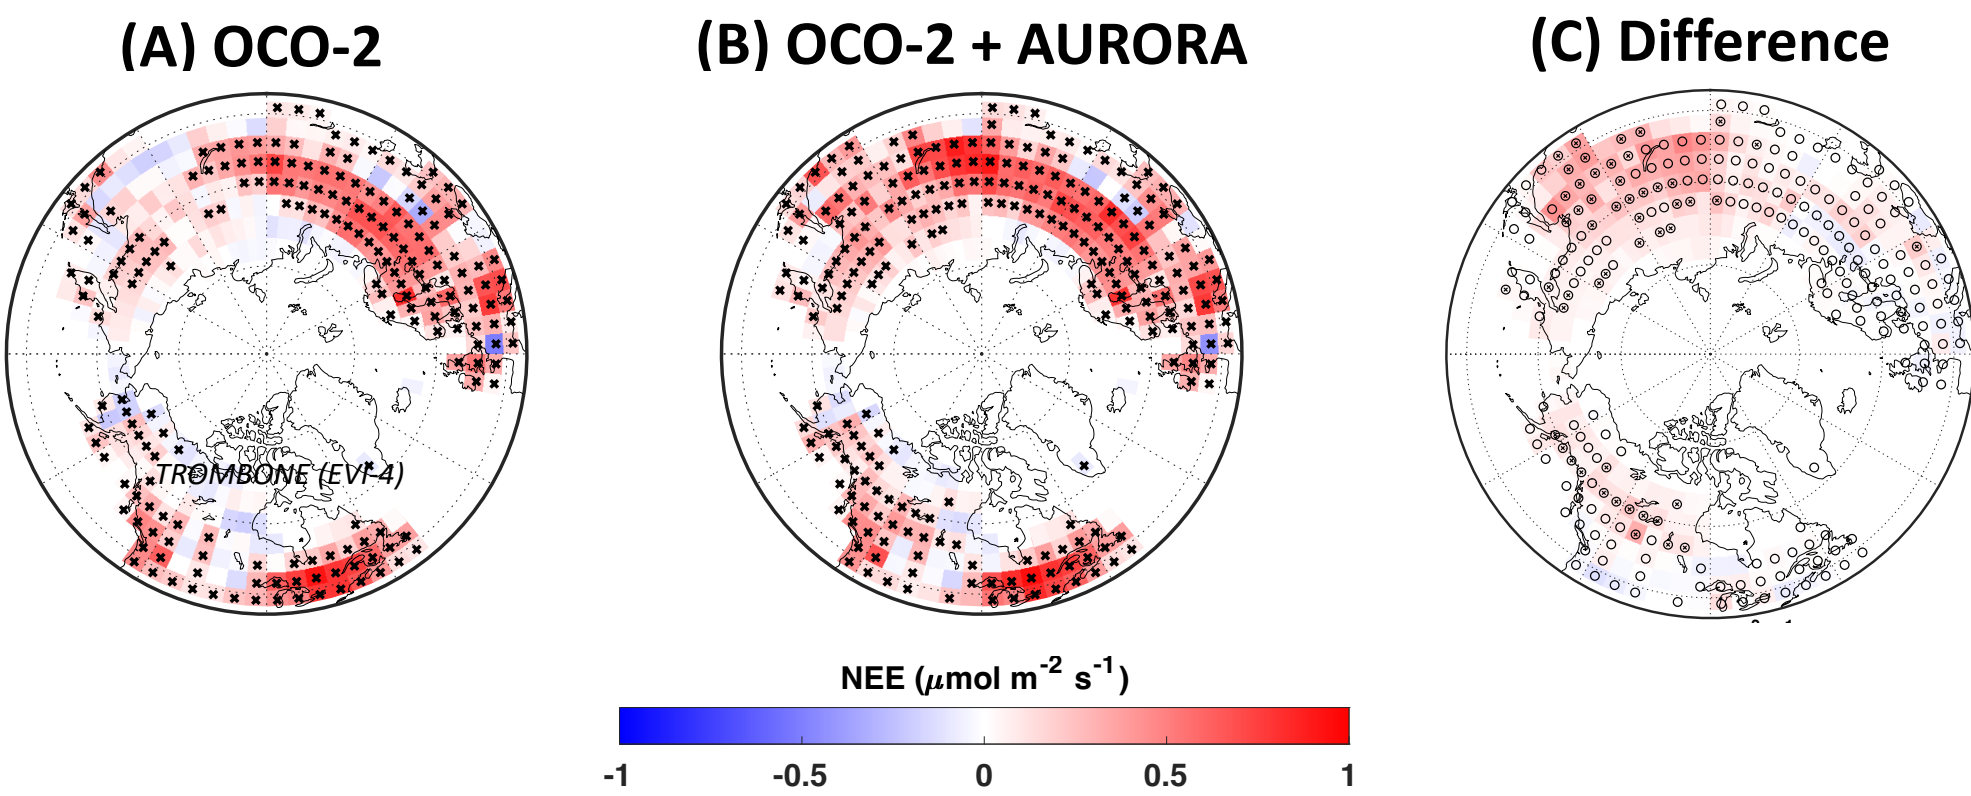 (A) OCO-2
(B) OCO-2 + AURORA
(C) Difference
TROMBONE (EVI-4)
NEE (μmol m-2 s-1)
-1 -0.5 0 0.5 1